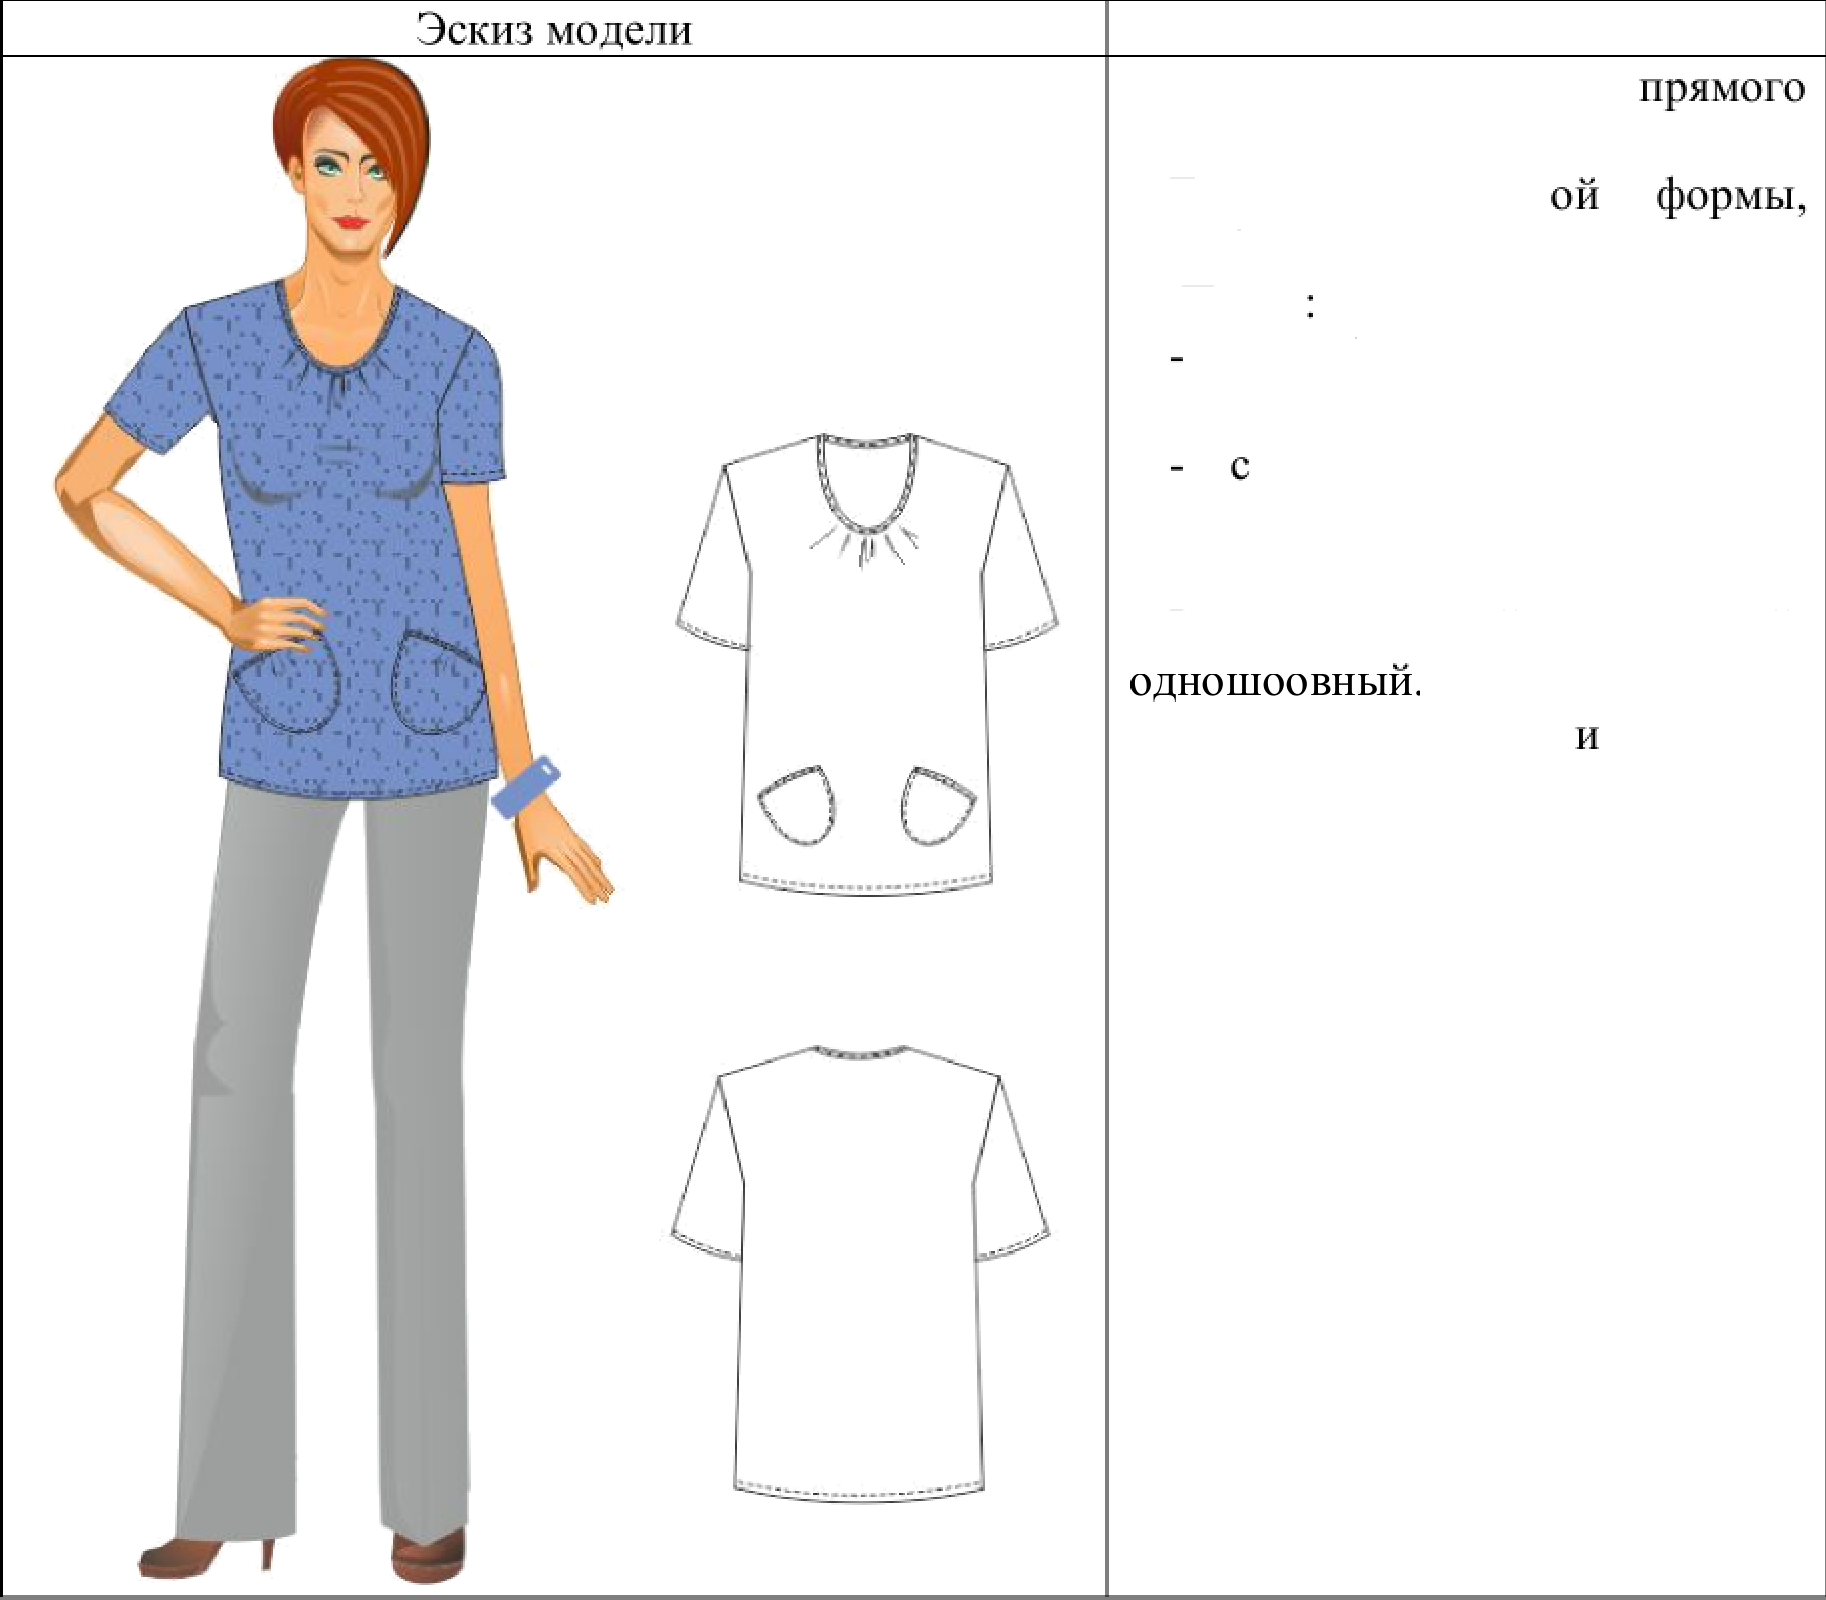 Эскиз модели
прямого
ой формы,
:
-
- с
одношоовный.
и